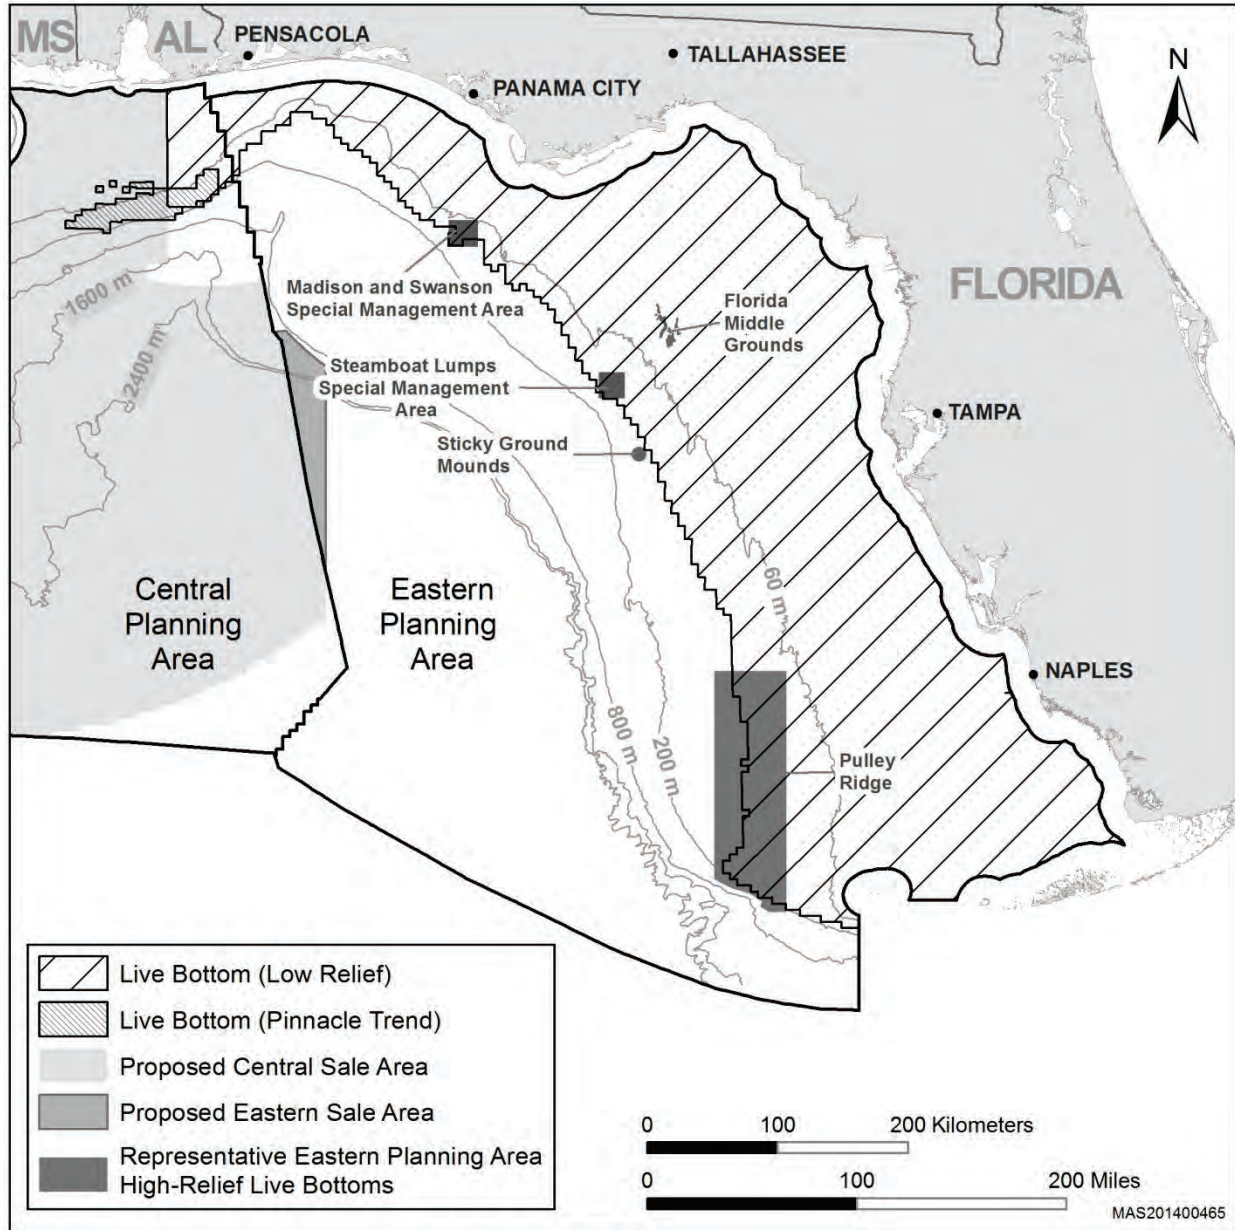 MS
AL
PENSACOLA
TALLAHASSEE
PANAMA CITY
N
FLORIDA
1600 m
2400 m
Madison and Swanson
Special Management Area
Florida
Middle
Grounds
Steamboat Lumps
Special Management
Area
TAMPA
Sticky Ground
Mounds
Central
Planning
Area
Eastern
Planning
Area
60 m
NAPLES
800 m
200 m
Pulley
Ridge
Live Bottom (Low Relief)
Live Bottom (Pinnacle Trend)
Proposed Central Sale Area
Proposed Eastern Sale Area
Representative Eastern Planning Area
High-Relief Live Bottoms
0 100 200 Kilometers
0 100 200 Miles
MAS201400465